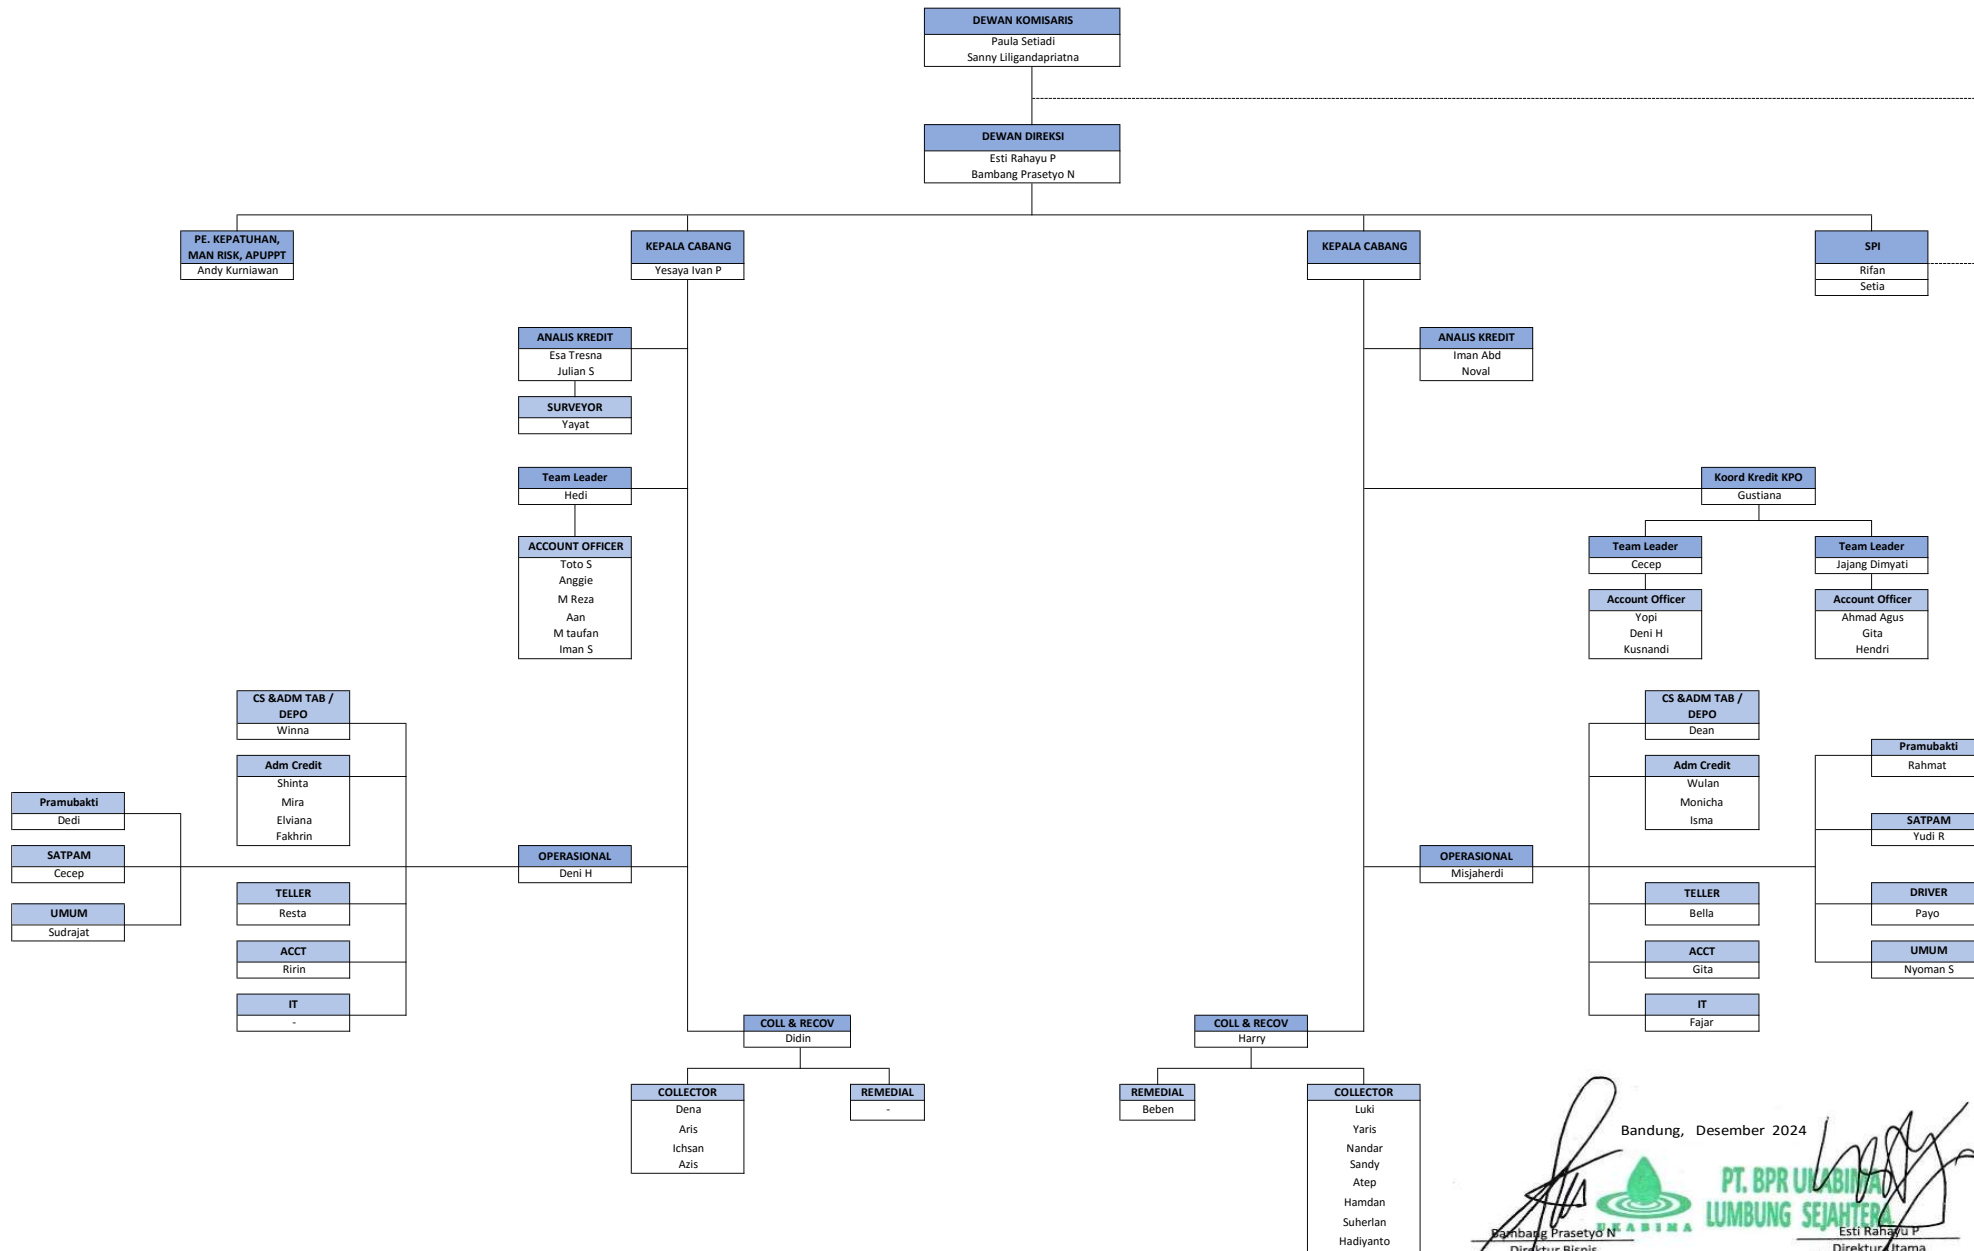 DEWAN KOMISARIS
Paula Setiadi
Sanny Liligandapriatna
DEWAN DIREKSI
Esti Rahayu P
Bambang Prasetyo N
PE. KEPATUHAN,
MAN RISK, APUPPT
Andy Kurniawan
KEPALA CABANG
Yesaya Ivan P
KEPALA CABANG
SPI
Rifan
Setia
ANALIS KREDIT
Esa Tresna
Julian S
SURVEYOR
Yayat
ANALIS KREDIT
Iman Abd
Noval
Team Leader
Hedi
ACCOUNT OFFICER
Toto S
Anggie
M Reza
Aan
M taufan
Iman S
Koord Kredit KPO
Gustiana
Team Leader
Cecep
Account Officer
Yopi
Deni H
Kusnandi
Team Leader
Jajang Dimyati
Account Officer
Ahmad Agus
Gita
Hendri
CS &ADM TAB /
DEPO
Winna
Adm Credit
Shinta
Mira
Elviana
Fakhrin
Pramubakti
Dedi
SATPAM
Cecep
UMUM
Sudrajat
TELLER
Resta
ACCT
Ririn
IT
-
OPERASIONAL
Deni H
OPERASIONAL
Misjaherdi
CS &ADM TAB /
DEPO
Dean
Adm Credit
Wulan
Monicha
Isma
TELLER
Bella
ACCT
Gita
IT
Fajar
Pramubakti
Rahmat
SATPAM
Yudi R
DRIVER
Payo
UMUM
Nyoman S
COLL & RECOV
Didin
COLLECTOR
Dena
Aris
Ichsan
Azis
REMEDIAL
-
COLL & RECOV
Harry
REMEDIAL
Beben
COLLECTOR
Luki
Yaris
Nandar
Sandy
Atep
Hamdan
Suherlan
Hadiyanto
Bandung, Desember 2024
PT. BPR UKABIMA
LUMBUNG SEJAHTERA
UKABIMA
Bambang Prasetyo N
Direktur Bisnis
Esti Rahayu P
Direktur Utama